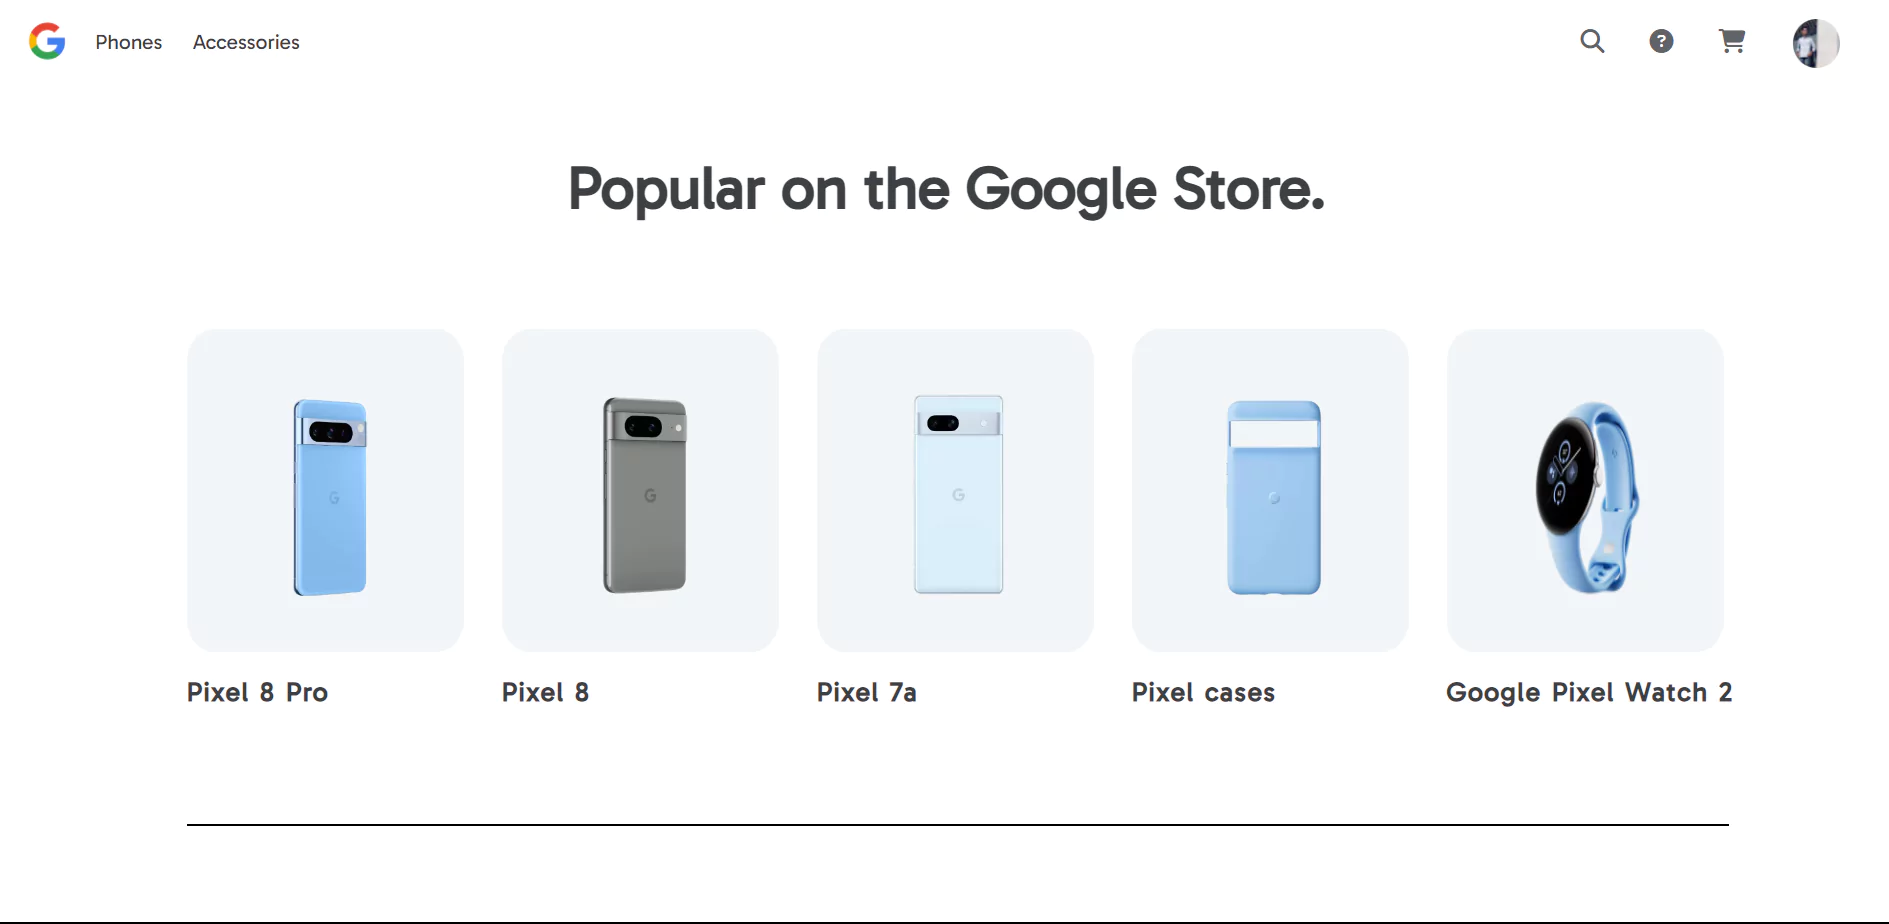 Phones Accessories
Popular on the Google Store.
Pixel 8 Pro
Pixel 8
Pixel 7a
Pixel cases
Google Pixel Watch 2